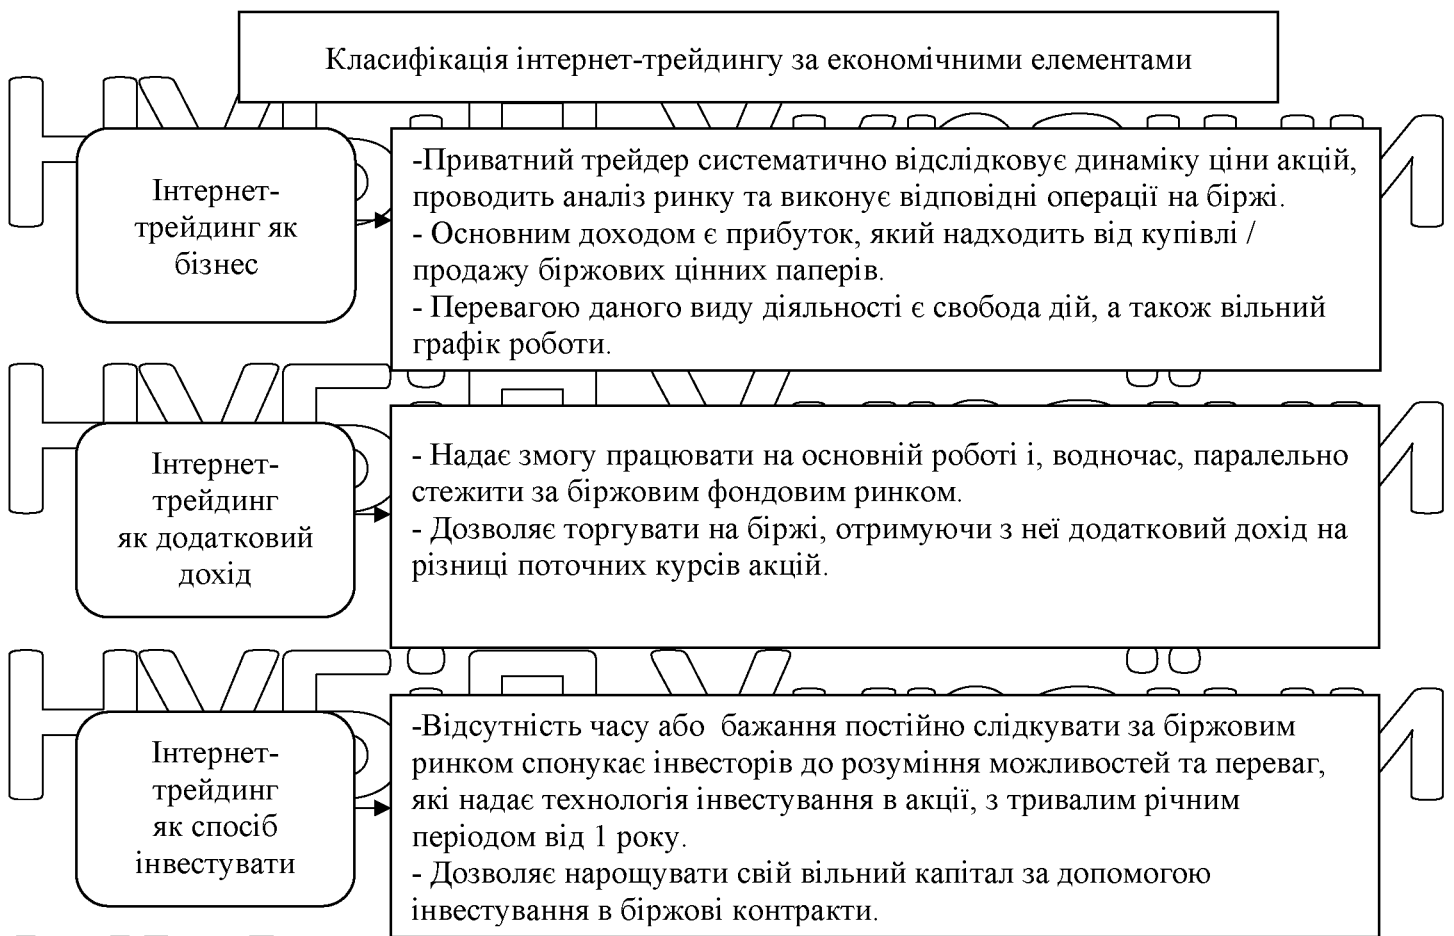 Класифікація інтернет-трейдингу за економічними елементами
Інтернет-
трейдинг як
бізнес
-Приватний трейдер систематично відслідковує динаміку ціни акцій,
проводить аналіз ринку та виконує відповідні операції на біржі.
- Основним доходом є прибуток, який надходить від купівлі /
продажу біржових цінних паперів.
- Перевагою даного виду діяльності є свобода дій, а також вільний
графік роботи.
Інтернет-
трейдинг
як додатковий
дохід
- Надає змогу працювати на основній роботі і, водночас, паралельно
стежити за біржовим фондовим ринком.
- Дозволяє торгувати на біржі, отримуючи з неї додатковий дохід на
різниці поточних курсів акцій.
Інтернет-
трейдинг
як спосіб
інвестувати
-Відсутність часу або  бажання постійно слідкувати за біржовим
ринком спонукає інвесторів до розуміння можливостей та переваг,
які надає технологія інвестування в акції, з тривалим річним
періодом від 1 року.
- Дозволяє нарощувати свій вільний капітал за допомогою
інвестування в біржові контракти.